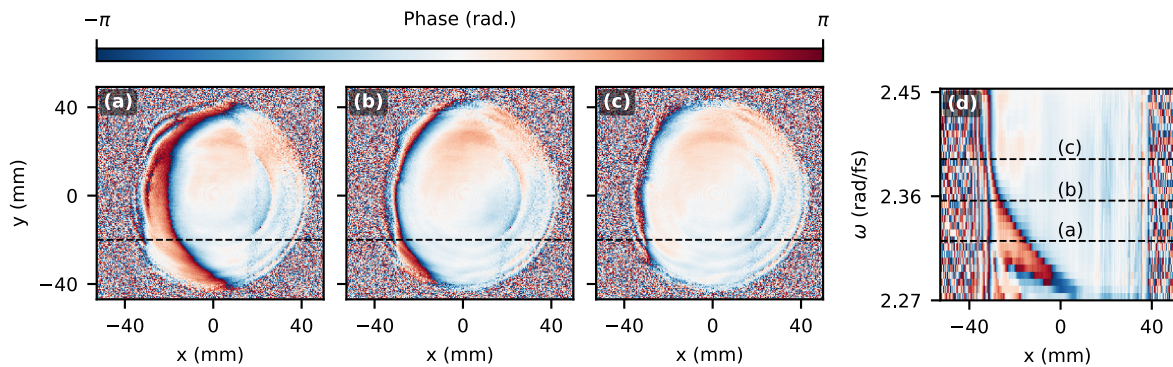 −π Phase (rad.) π
(a) (b) (c) (d)
y (mm)
40
0
−40
−40 0 40
x (mm)
−40 0 40
x (mm)
−40 0 40
x (mm)
ω (rad/fs)
2.45
2.36
2.27
(c)
(b)
(a)
−40 0 40
x (mm)